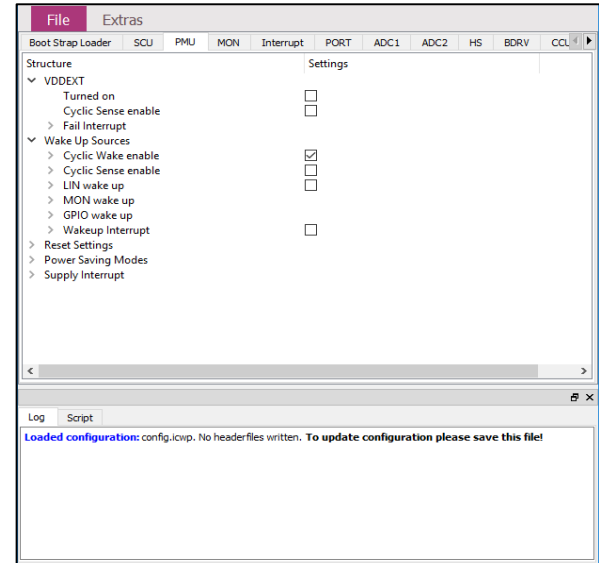 File Extras
Boot Strap Loader SCU PMU MON Interrupt PORT ADC1 ADC2 HS BDRV
Structure Settings
VDDEXT
Turned on
Cyclic Sense enable
Fail Interrupt
Wake Up Sources
Cyclic Wake enable
Cyclic Sense enable
LIN wake up
MON wake up
GPIO wake up
Wakeup Interrupt
Reset Settings
Power Saving Modes
Supply Interrupt
Log Script
Loaded configuration: config.icwp. No headerfiles written. To update configuration please save this file!